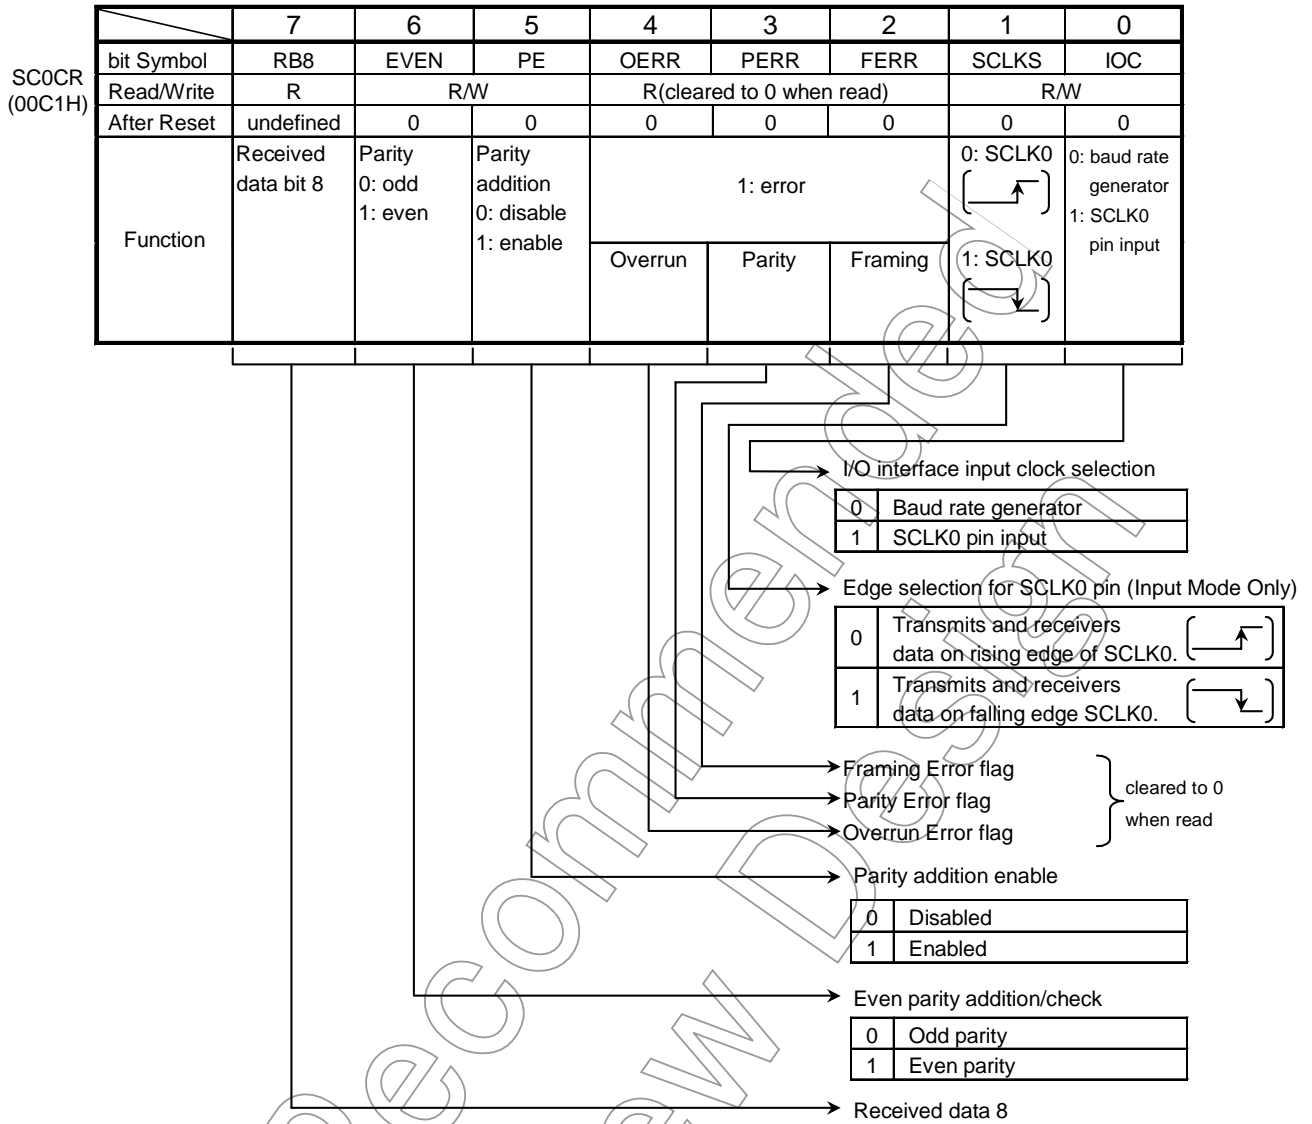 7 6 5 4 3 2 1 0
bit Symbol RB8 EVEN PE OERR PERR FERR SCLKS IOC
SC0CR
(00C1H)
Read/Write R R/W R(cleared to 0 when read) R/W
After Reset undefined 0 0 0 0 0 0 0
Function
Received
data bit 8
Parity
0: odd
1: even
Parity
addition
0: disable
1: enable
1: error
Overrun Parity Framing
0: SCLK0
1: SCLK0
0: baud rate
generator
1: SCLK0
pin input
I/O interface input clock selection
0 Baud rate generator
1 SCLK0 pin input
Edge selection for SCLK0 pin (Input Mode Only)
0 Transmits and receivers
data on rising edge of SCLK0.
1 Transmits and receivers
data on falling edge SCLK0.
Framing Error flag
Parity Error flag
Overrun Error flag
cleared to 0
when read
Parity addition enable
0 Disabled
1 Enabled
Even parity addition/check
0 Odd parity
1 Even parity
Received data 8
Recommended
Design